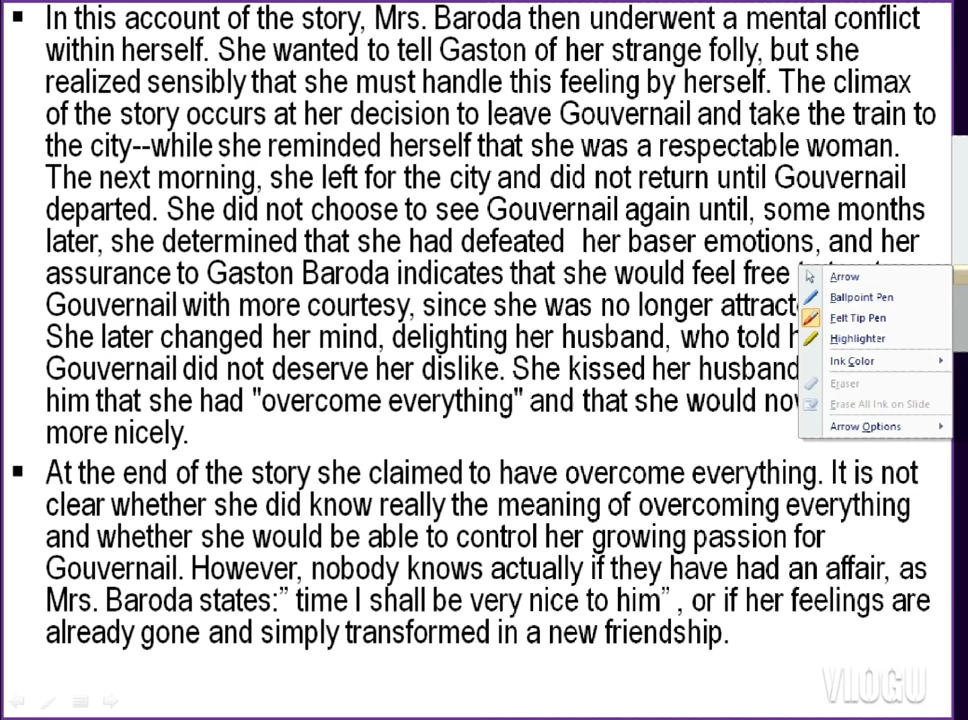 ▪ In this account of the story, Mrs. Baroda then underwent a mental conflict
within herself. She wanted to tell Gaston of her strange folly, but she
realized sensibly that she must handle this feeling by herself. The climax
of the story occurs at her decision to leave Gouvernail and take the train to
the city--while she reminded herself that she was a respectable woman.
The next morning, she left for the city and did not return until Gouvernail
departed. She did not choose to see Gouvernail again until, some months
later, she determined that she had defeated her baser emotions, and her
assurance to Gaston Baroda indicates that she would feel free
Gouvernail with more courtesy, since she was no longer
She later changed her mind, delighting her husband, who told
Gouvernail did not deserve her dislike. She kissed her husband
him that she had "overcome everything" and that she would
more nicely.
Arrow
Ballpoint Pen
Felt Tip Pen
Highlighter
Ink Color
Eraser
Erase All Ink on Slide
Arrow Options
▪ At the end of the story she claimed to have overcome everything. It is not
clear whether she did know really the meaning of overcoming everything
and whether she would be able to control her growing passion for
Gouvernail. However, nobody knows actually if they have had an affair, as
Mrs. Baroda states:” time I shall be very nice to him” , or if her feelings are
already gone and simply transformed in a new friendship.
VLOGU